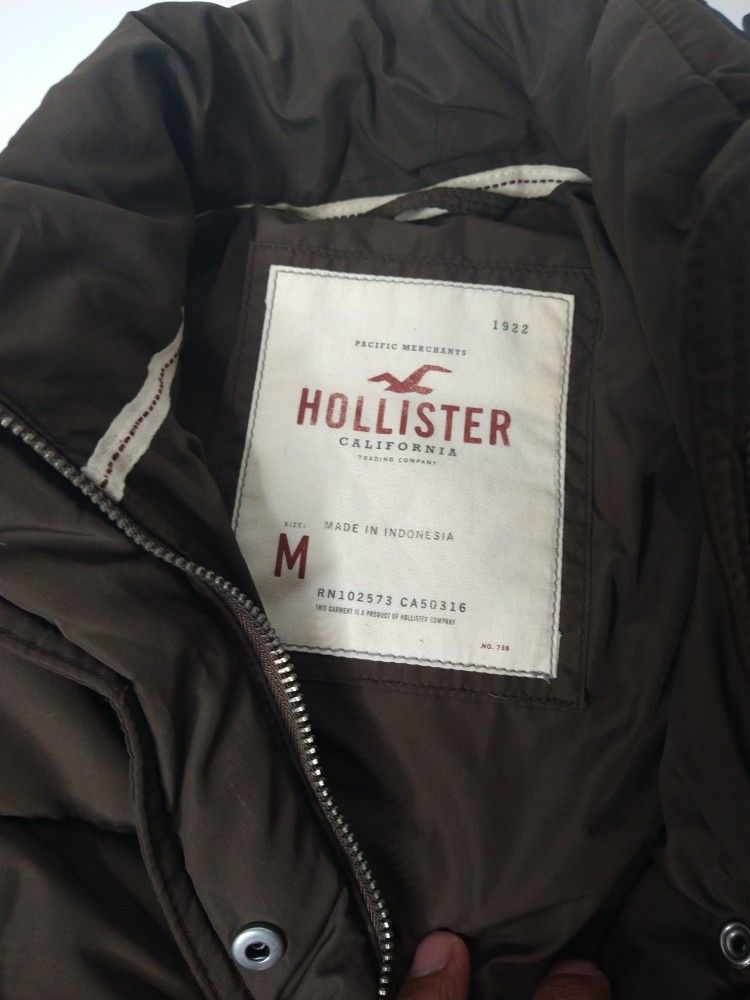 1922
PACIFIC MERCHANTS
HOLLISTER
CALIFORNIA
TRADING COMPANY
SIZE: MADE IN INDONESIA
M
RN102573 CA50316
THIS GARMENT IS A PRODUCT OF HOLLISTER COMPANY
NO. 738